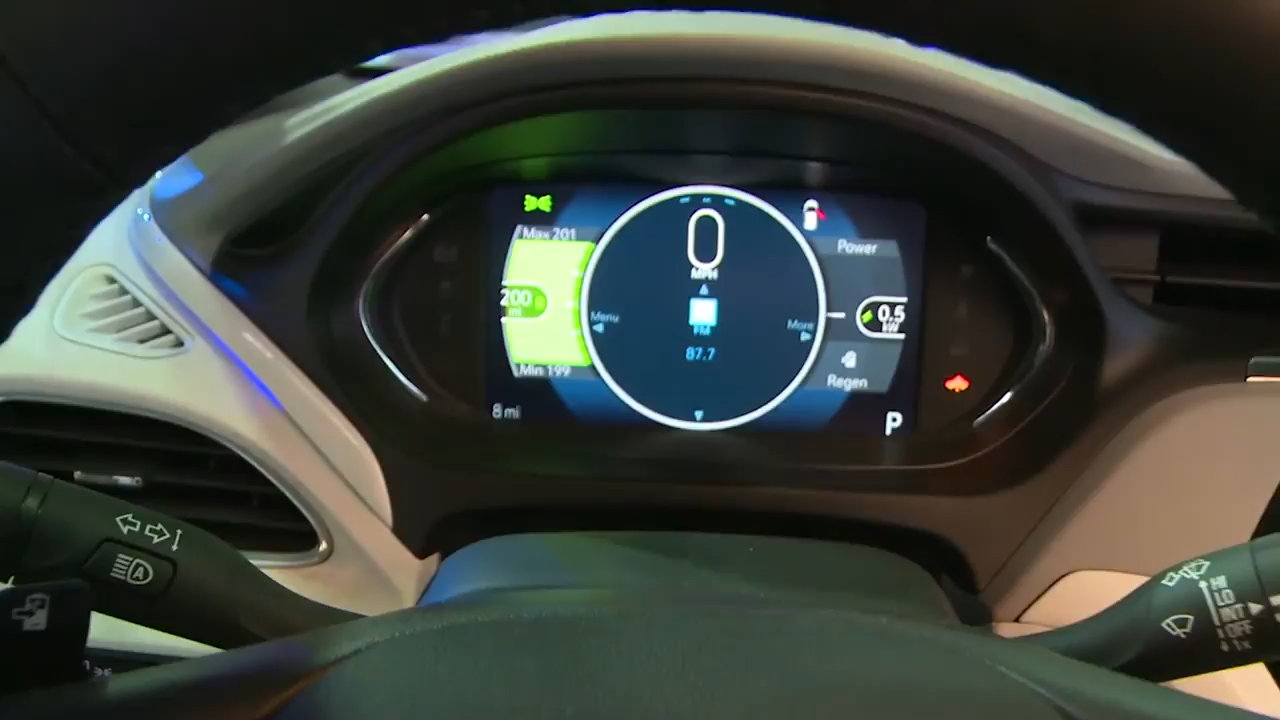 Max 201
200
mi
Min 199
8 mi
0
MPH
Menu
More
FM
87.7
Power
0.5
kW
Regen
P
A
HI
LO
INT
OFF
1x